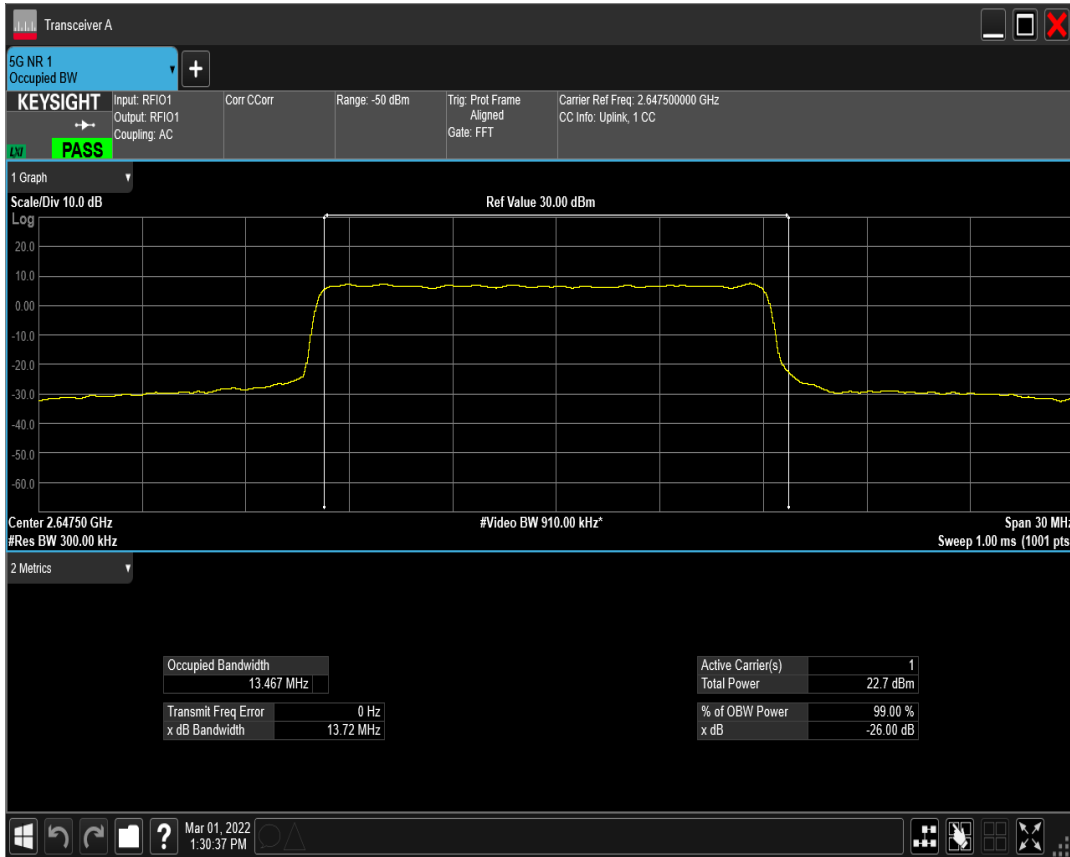 Transceiver A
5G NR 1
Occupied BW
KEYSIGHT
Input: RFIO1
Output: RFIO1
Coupling: AC
Corr CCorr
Range: -50 dBm
Trig: Prot Frame
Aligned
Gate: FFT
Carrier Ref Freq: 2.647500000 GHz
CC Info: Uplink, 1 CC
LXI
PASS
1 Graph
Scale/Div 10.0 dB
Ref Value 30.00 dBm
Log
20.0
10.0
0.00
-10.0
-20.0
-30.0
-40.0
-50.0
-60.0
Center 2.64750 GHz
#Video BW 910.00 kHz*
Span 30 MHz
#Res BW 300.00 kHz
Sweep 1.00 ms (1001 pts
2 Metrics
Occupied Bandwidth
13.467 MHz
Transmit Freq Error 0 Hz
x dB Bandwidth 13.72 MHz
Active Carrier(s) 1
Total Power 22.7 dBm
% of OBW Power 99.00 %
x dB -26.00 dB
?
Mar 01, 2022
1:30:37 PM